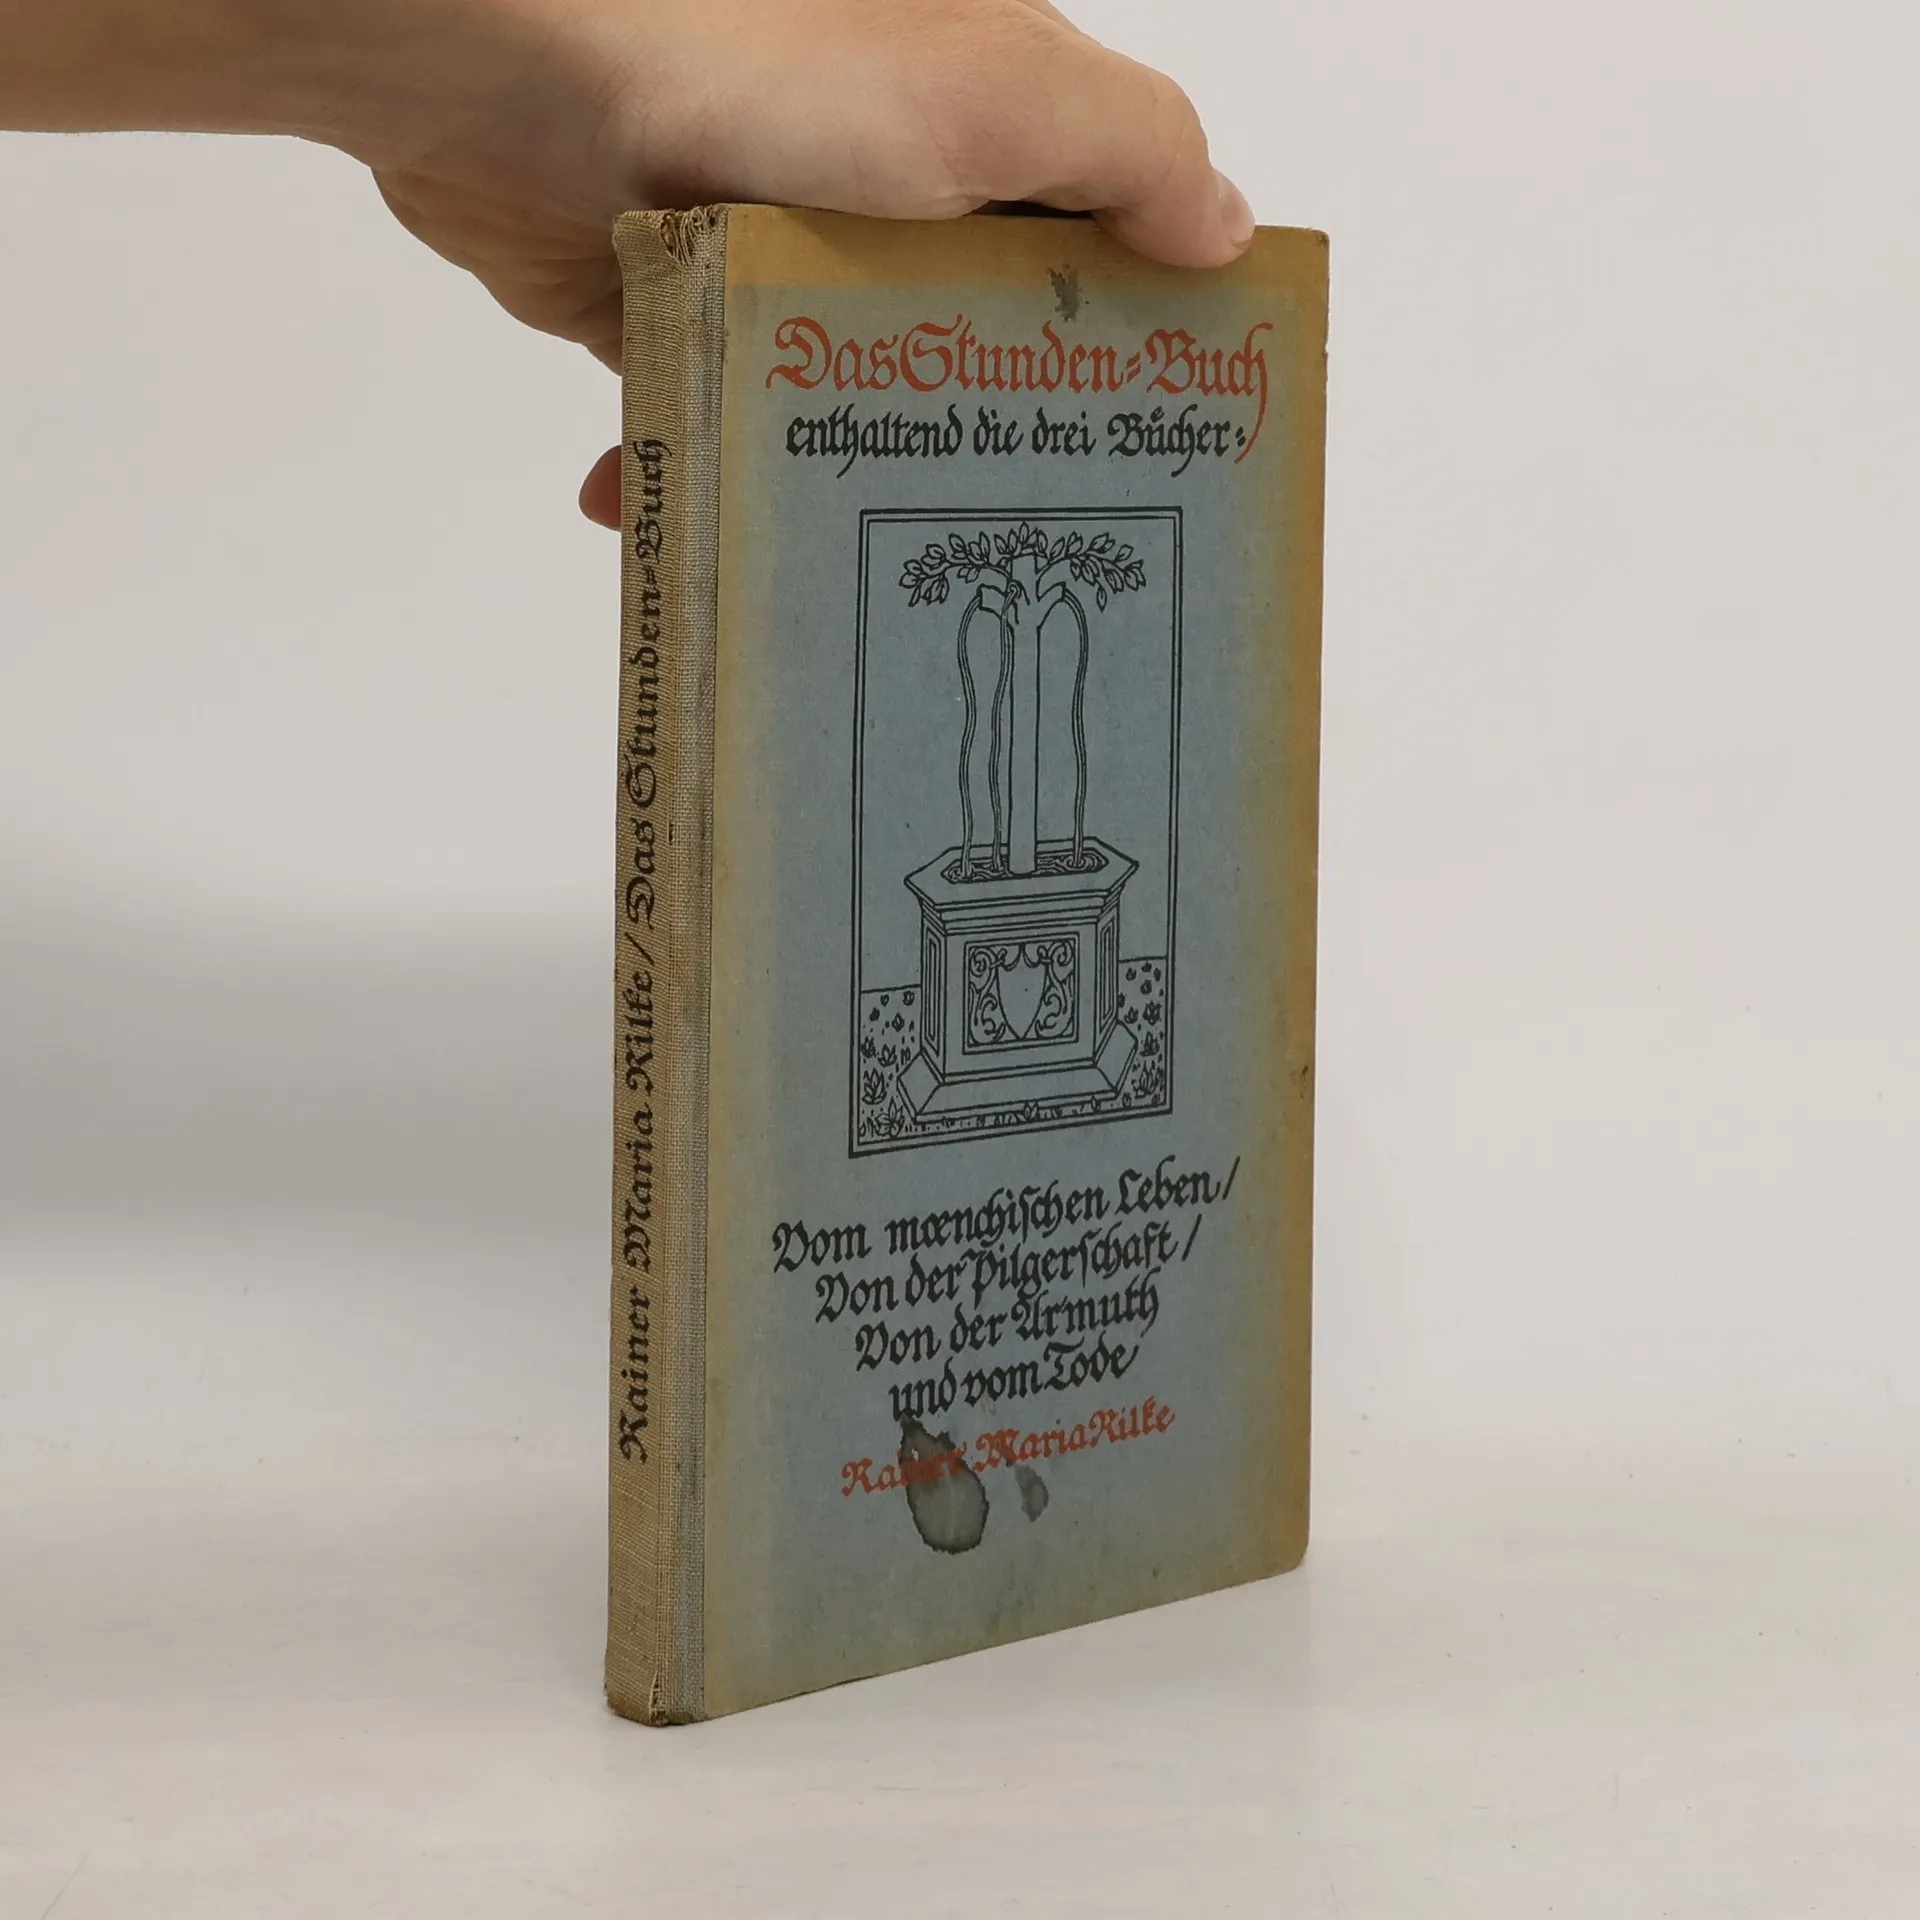 Das Stunden=Buch
enthaltend die drei Bücher:
Vom mœnchiſchen Leben/
Von der Pilgerſchaft/
Von der Armuth
und vom Tode
Rainer Maria Rilke
Rainer Maria Rilke/Das Stunden=Buch